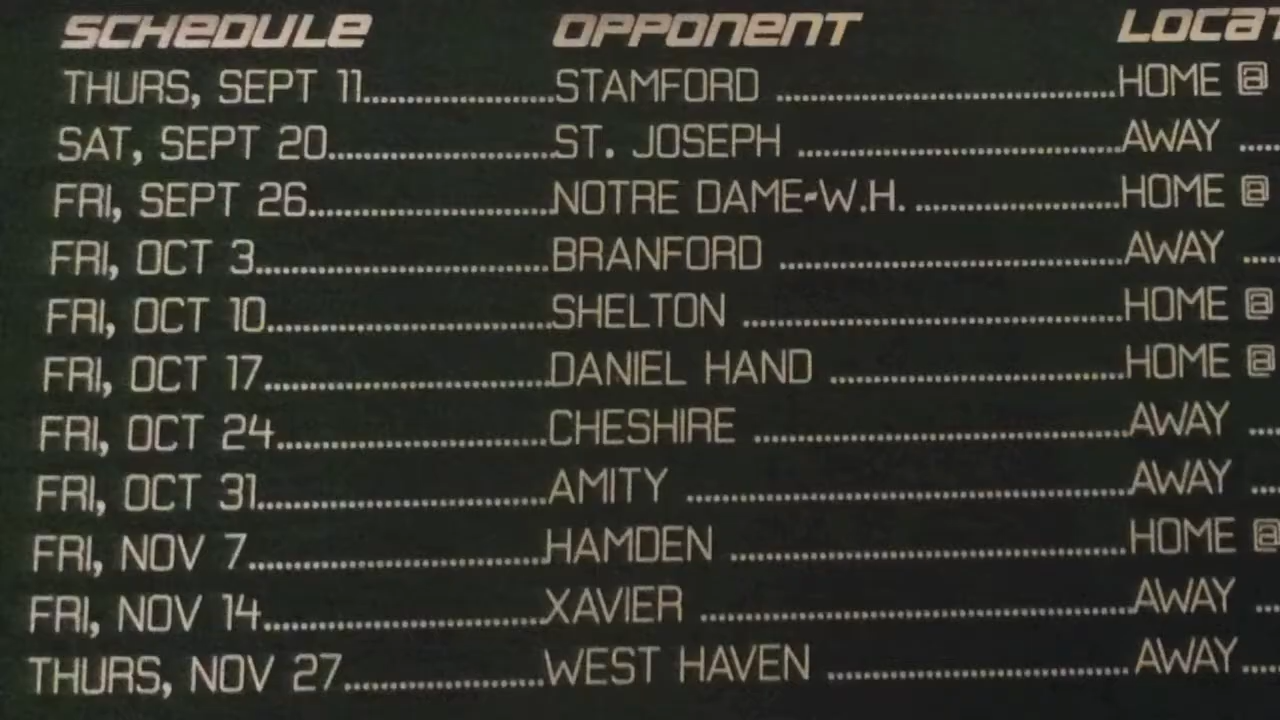 SCHEDULE OPPONENT LOCAT
THURS, SEPT 11 STAMFORD HOME @
SAT, SEPT 20 ST. JOSEPH AWAY
FRI, SEPT 26 NOTRE DAME-W.H. HOME @
FRI, OCT 3 BRANFORD AWAY
FRI, OCT 10 SHELTON HOME @
FRI, OCT 17 DANIEL HAND HOME @
FRI, OCT 24 CHESHIRE AWAY
FRI, OCT 31 AMITY AWAY
FRI, NOV 7 HAMDEN HOME @
FRI, NOV 14 XAVIER AWAY
THURS, NOV 27 WEST HAVEN AWAY